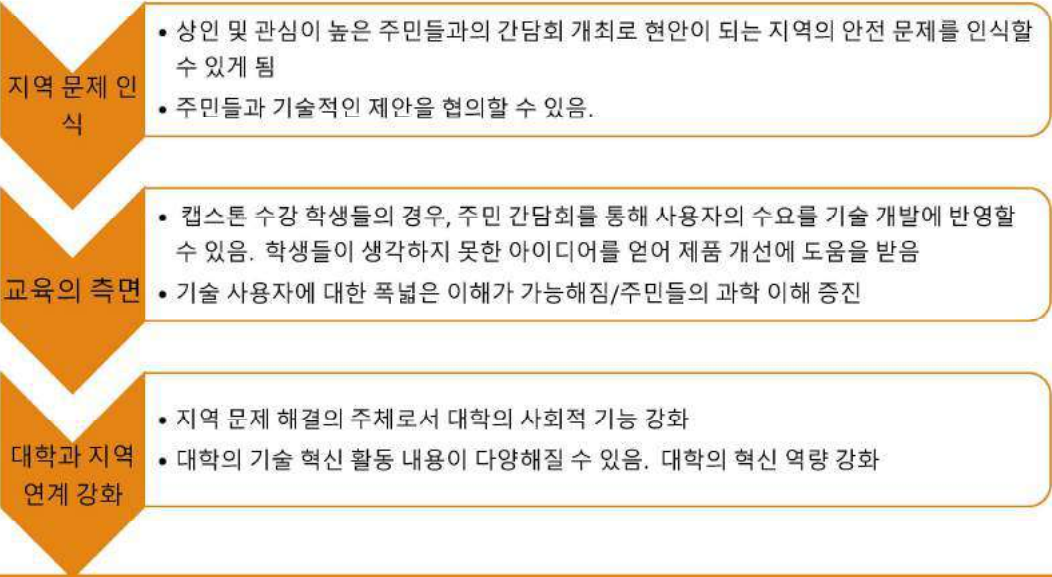 지역 문제 인
식
• 상인 및 관심이 높은 주민들과의 간담회 개최로 현안이 되는 지역의 안전 문제를 인식할
수 있게 됨
• 주민들과 기술적인 제안을 협의할 수 있음.
교육의 측면
• 캡스톤 수강 학생들의 경우, 주민 간담회를 통해 사용자의 수요를 기술 개발에 반영할
수 있음. 학생들이 생각하지 못한 아이디어를 얻어 제품 개선에 도움을 받음
• 기술 사용자에 대한 폭넓은 이해가 가능해짐/주민들의 과학 이해 증진
대학과 지역
연계 강화
• 지역 문제 해결의 주체로서 대학의 사회적 기능 강화
• 대학의 기술 혁신 활동 내용이 다양해질 수 있음. 대학의 혁신 역량 강화